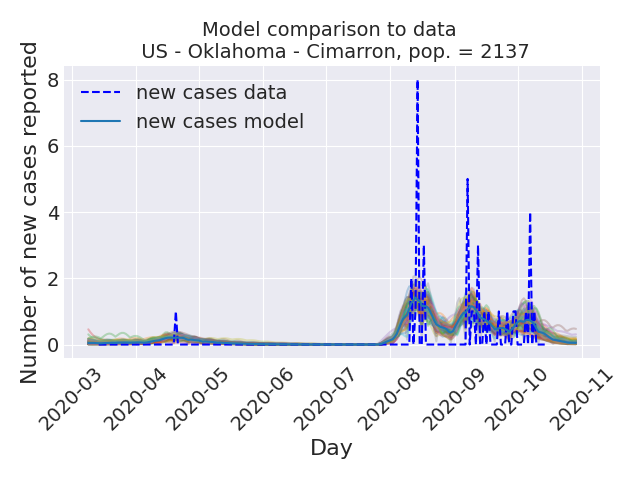 Model comparison to data
US - Oklahoma - Cimarron, pop. = 2137
Number of new cases reported
8
6
4
2
0
new cases data
new cases model
2020-03
2020-04
2020-05
2020-06
2020-07
2020-08
2020-09
2020-10
2020-11
Day